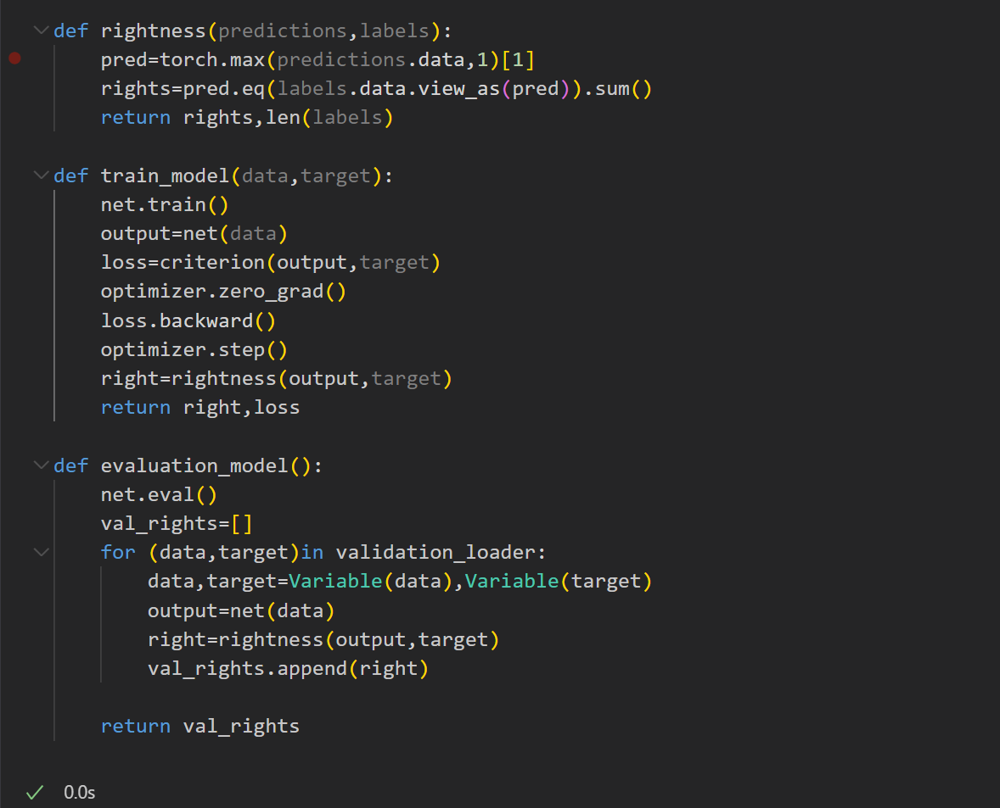 def rightness(predictions,labels):
    pred=torch.max(predictions.data,1)[1]
    rights=pred.eq(labels.data.view_as(pred)).sum()
    return rights,len(labels)

def train_model(data,target):
    net.train()
    output=net(data)
    loss=criterion(output,target)
    optimizer.zero_grad()
    loss.backward()
    optimizer.step()
    right=rightness(output,target)
    return right,loss

def evaluation_model():
    net.eval()
    val_rights=[]
    for (data,target)in validation_loader:
        data,target=Variable(data),Variable(target)
        output=net(data)
        right=rightness(output,target)
        val_rights.append(right)

    return val_rights

0.0s